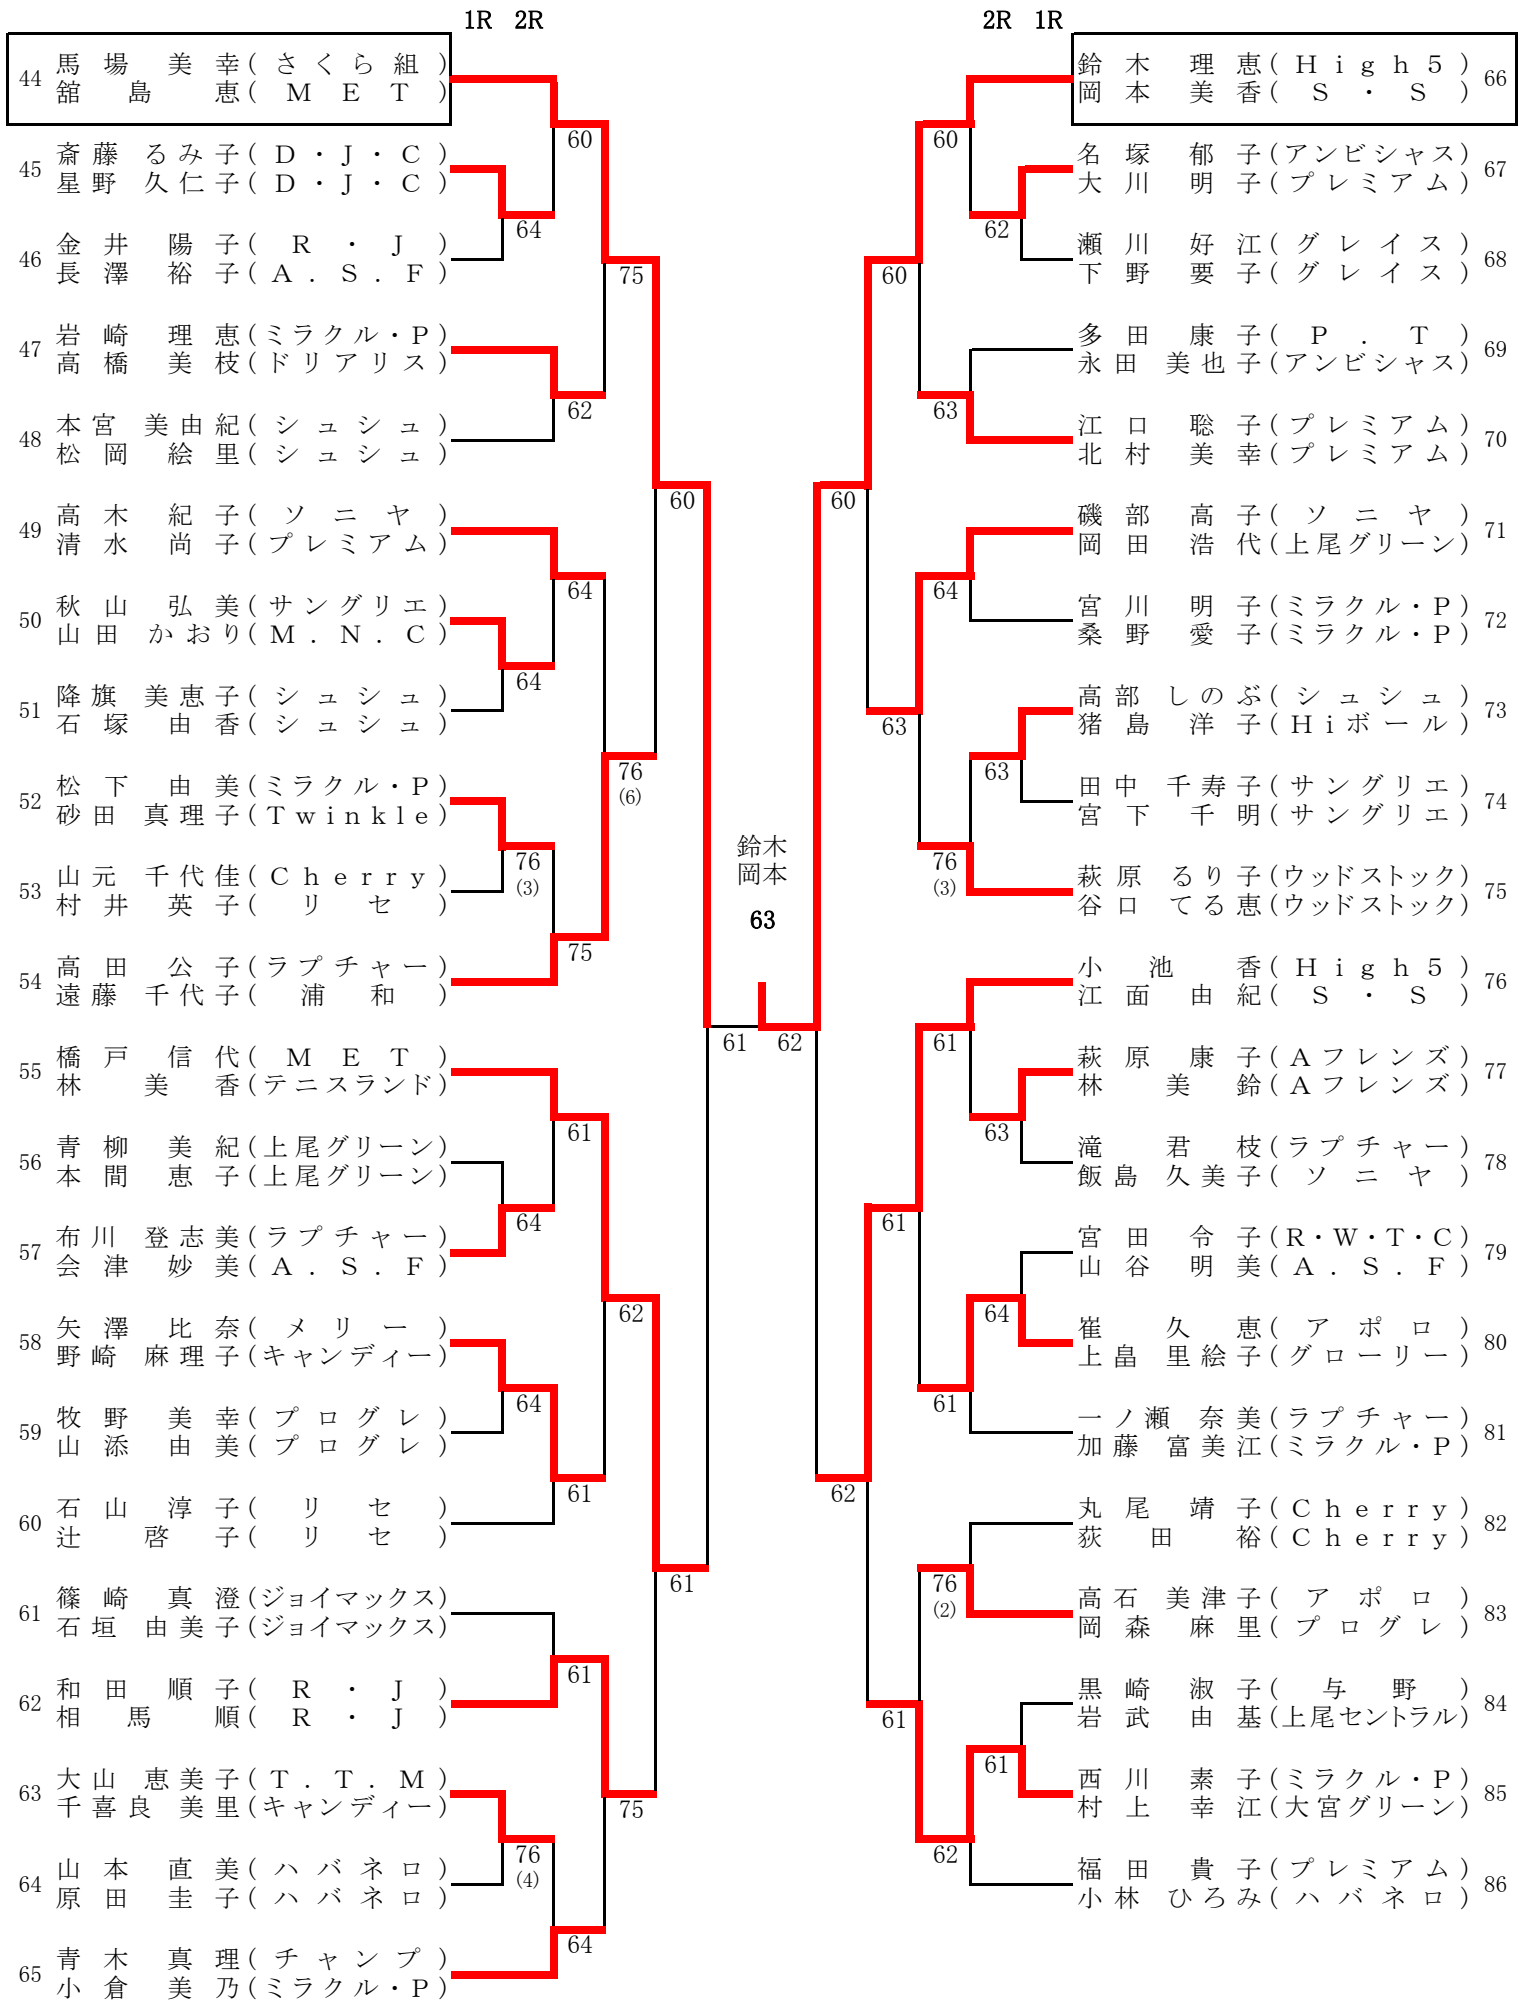 1R 2R
44 馬場 美幸(さくら組)
舘島 恵(MET)
45 斎藤 るみ子(D・J・C)
星野 久仁子(D・J・C)
46 金井 陽子(R・J)
長澤 裕子(A.S.F)
47 岩崎 理恵(ミラクル・P)
高橋 美枝(ドリアリス)
48 本宮 美由紀(シュシュ)
松岡 絵里(シュシュ)
49 高木 紀子(ソニヤ)
清水 尚子(プレミアム)
50 秋山 弘美(サングリエ)
山田 かおり(M.N.C)
51 降旗 美恵子(シュシュ)
石塚 由香(シュシュ)
52 松下 由美(ミラクル・P)
砂田 真理子(Twinkle)
53 山元 千代佳(Cherry)
村井 英子(リセ)
54 高田 公子(ラプチャー)
遠藤 千代子(浦和)
55 橋戸 信代(MET)
林 美香(テニスランド)
56 青柳 美紀(上尾グリーン)
本間 恵子(上尾グリーン)
57 布川 登志美(ラプチャー)
会津 妙美(A.S.F)
58 矢澤 比奈(メリー)
野崎 麻理子(キャンディー)
59 牧野 美幸(プログレ)
山添 由美(プログレ)
60 石山 淳子(リセ)
辻 啓子(リセ)
61 篠崎 真澄(ジョイマックス)
石垣 由美子(ジョイマックス)
62 和田 順子(R・J)
相馬 順(R・J)
63 大山 恵美子(T.T.M)
千喜良 美里(キャンディー)
64 山本 直美(ハバネロ)
原田 圭子(ハバネロ)
65 青木 真理(チャンプ)
小倉 美乃(ミラクル・P)
64
64
76
(3)
64
64
76
(4)
60
62
64
75
61
61
61
64
75
76
(6)
62
75
60
61
61
鈴木
岡本
63
62
60
62
60
63
61
61
60
63
64
76
(3)
61
61
76
(2)
62
62
63
63
64
61
2R 1R
鈴木 理恵(High5) 66
岡本 美香(S・S)
名塚 郁子(アンビシャス) 67
大川 明子(プレミアム)
瀬川 好江(グレイス) 68
下野 要子(グレイス)
多田 康子(P.T) 69
永田 美也子(アンビシャス)
江口 聡子(プレミアム) 70
北村 美幸(プレミアム)
磯部 高子(ソニヤ) 71
岡田 浩代(上尾グリーン)
宮川 明子(ミラクル・P) 72
桑野 愛子(ミラクル・P)
高部 しのぶ(シュシュ) 73
猪島 洋子(Hiボール)
田中 千寿子(サングリエ) 74
宮下 千明(サングリエ)
萩原 るり子(ウッドストック) 75
谷口 てる恵(ウッドストック)
小池 香(High5) 76
江面 由紀(S・S)
萩原 康子(Aフレンズ) 77
林 美鈴(Aフレンズ)
滝 君枝(ラプチャー) 78
飯島 久美子(ソニヤ)
宮田 令子(R・W・T・C) 79
山谷 明美(A.S.F)
崔 久恵(アポロ) 80
上畠 里絵子(グローリー)
一ノ瀬 奈美(ラプチャー) 81
加藤 富美江(ミラクル・P)
丸尾 靖子(Cherry) 82
荻田 裕(Cherry)
高石 美津子(アポロ) 83
岡森 麻里(プログレ)
黒崎 淑子(与野) 84
岩武 由基(上尾セントラル)
西川 素子(ミラクル・P) 85
村上 幸江(大宮グリーン)
福田 貴子(プレミアム) 86
小林 ひろみ(ハバネロ)